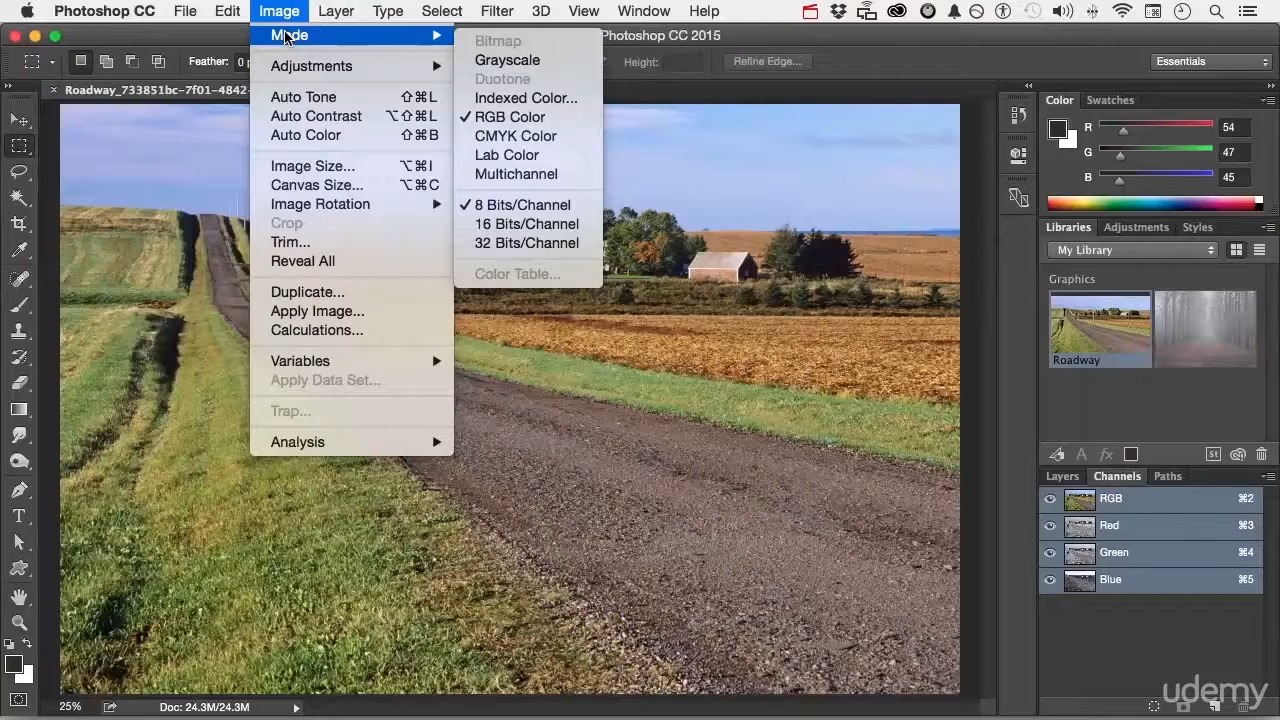 Photoshop CC File Edit Image Layer Type Select Filter 3D View Window Help
Photoshop CC 2015
Feather: 0 p
Height:
Refine Edge...
Essentials
Roadway_733851bc-7f01-4842-
Mode
Adjustments
Auto Tone ⇧⌘L
Auto Contrast ⌥⇧⌘L
Auto Color ⇧⌘B
Image Size... ⌥⌘I
Canvas Size... ⌥⌘C
Image Rotation
Crop
Trim...
Reveal All
Duplicate...
Apply Image...
Calculations...
Variables
Apply Data Set...
Trap...
Analysis
Bitmap
Grayscale
Duotone
Indexed Color...
✓ RGB Color
CMYK Color
Lab Color
Multichannel
✓ 8 Bits/Channel
16 Bits/Channel
32 Bits/Channel
Color Table...
Color Swatches
R 54
G 47
B 45
Libraries Adjustments Styles
My Library
Graphics
Roadway
St
Layers Channels Paths
RGB ⌘2
Red ⌘3
Green ⌘4
Blue ⌘5
25% Doc: 24.3M/24.3M
udemy